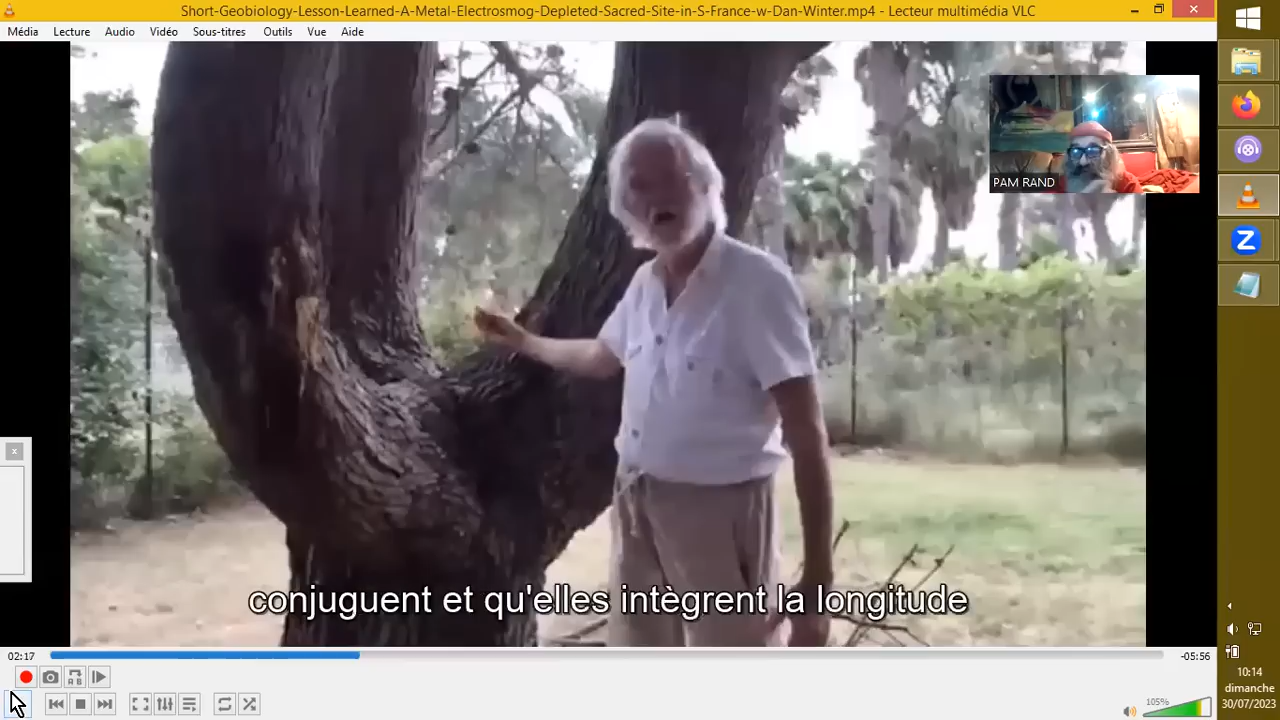 Short-Geobiology-Lesson-Learned-A-Metal-Electrosmog-Depleted-Sacred-Site-in-S-France-w-Dan-Winter.mp4 - Lecteur multimédia VLC
Média Lecture Audio Vidéo Sous-titres Outils Vue Aide
PAM RAND
conjuguent et qu'elles intègrent la longitude
02:17 -05:56
105%
10:14
dimanche
30/07/2023